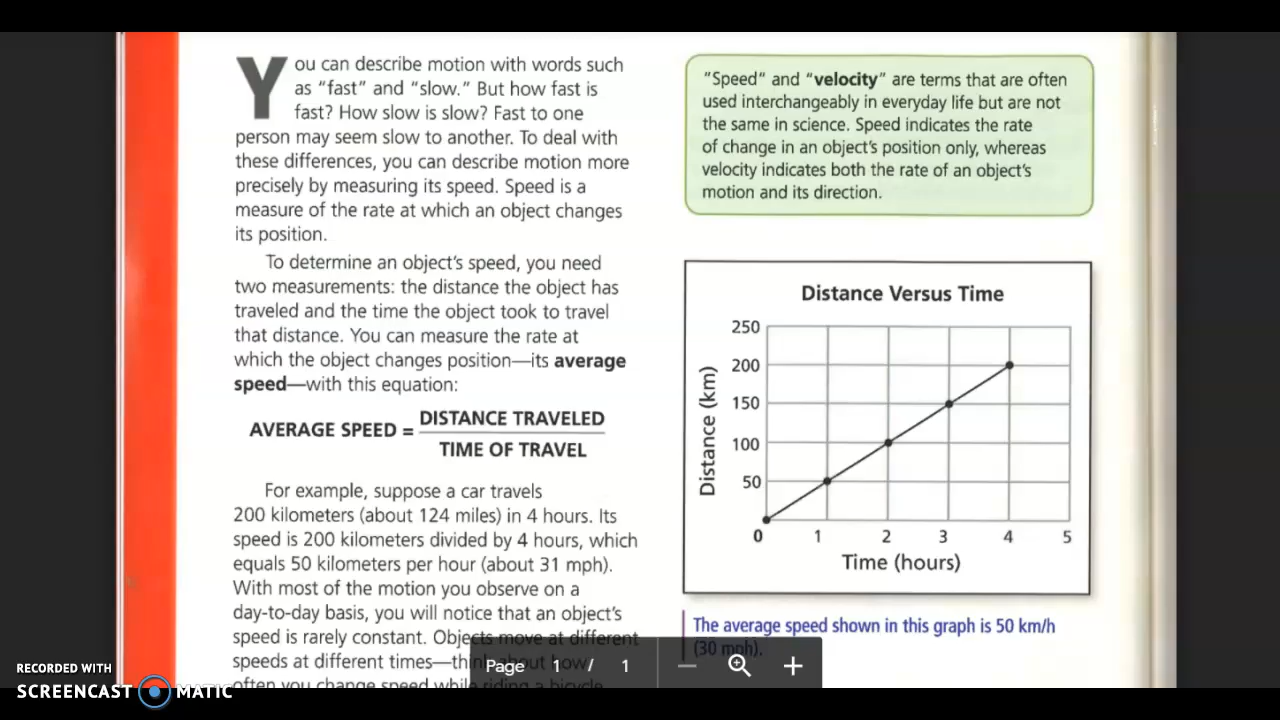 You can describe motion with words such
as “fast” and “slow.” But how fast is
fast? How slow is slow? Fast to one
person may seem slow to another. To deal with
these differences, you can describe motion more
precisely by measuring its speed. Speed is a
measure of the rate at which an object changes
its position.
To determine an object’s speed, you need
two measurements: the distance the object has
traveled and the time the object took to travel
that distance. You can measure the rate at
which the object changes position—its average
speed—with this equation:
AVERAGE SPEED = DISTANCE TRAVELED
TIME OF TRAVEL
For example, suppose a car travels
200 kilometers (about 124 miles) in 4 hours. Its
speed is 200 kilometers divided by 4 hours, which
equals 50 kilometers per hour (about 31 mph).
With most of the motion you observe on a
day-to-day basis, you will notice that an object’s
speed is rarely constant. Objects move at different
speeds at different times—think about how
often you change speed while riding a bicycle
“Speed” and “velocity” are terms that are often
used interchangeably in everyday life but are not
the same in science. Speed indicates the rate
of change in an object’s position only, whereas
velocity indicates both the rate of an object’s
motion and its direction.
Distance Versus Time
250
200
150
100
50
0 1 2 3 4 5
Distance (km)
Time (hours)
The average speed shown in this graph is 50 km/h
(30 mph).
Page 1 / 1
RECORDED WITH
SCREENCAST MATIC